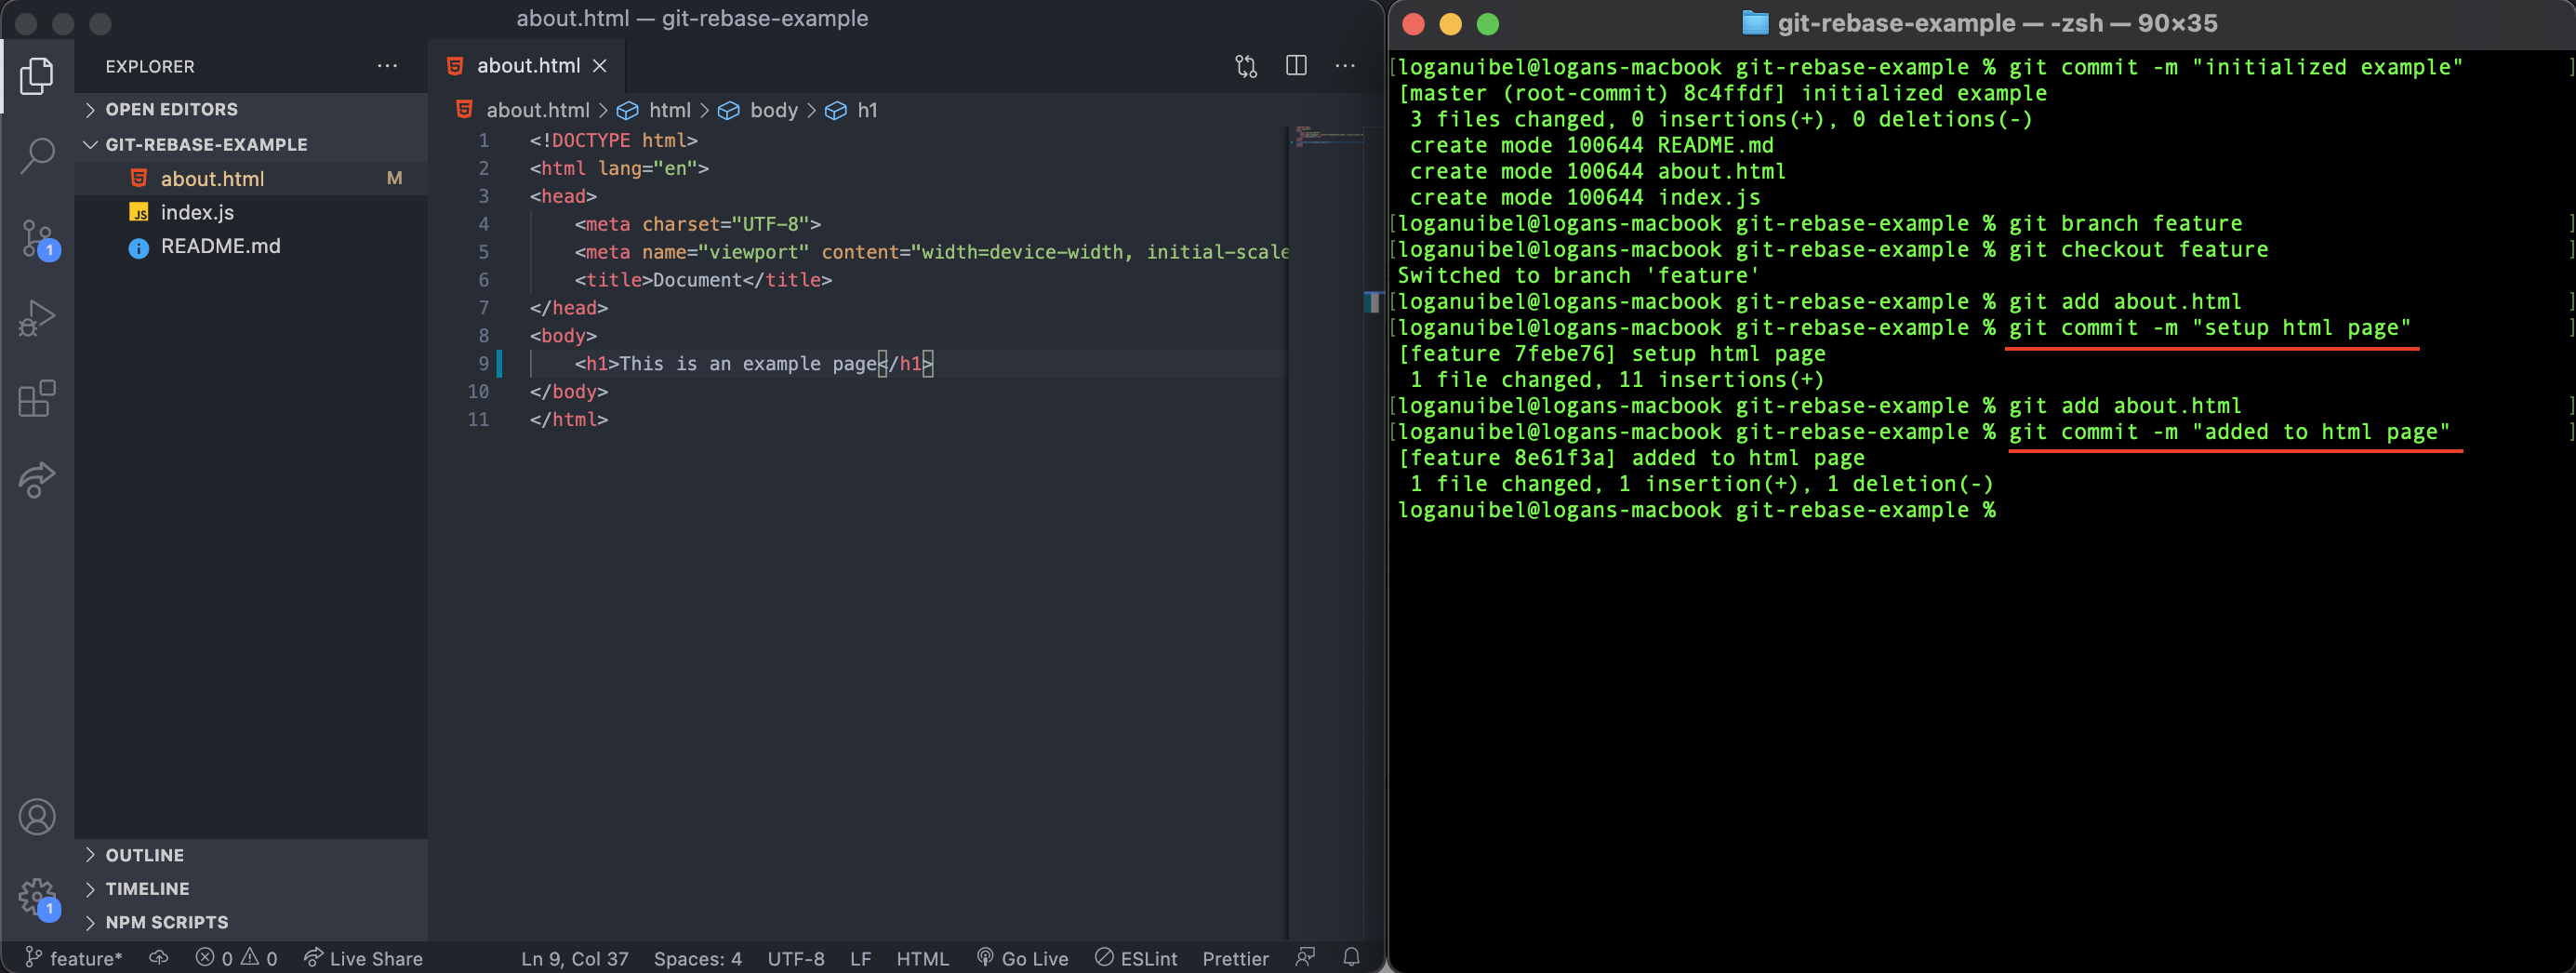 about.html — git-rebase-example
EXPLORER
OPEN EDITORS
GIT-REBASE-EXAMPLE
about.html M
JS index.js
README.md
1
OUTLINE
TIMELINE
NPM SCRIPTS
1
about.html
about.html > html > body > h1
1 <!DOCTYPE html>
2 <html lang="en">
3 <head>
4 <meta charset="UTF-8">
5 <meta name="viewport" content="width=device-width, initial-scale
6 <title>Document</title>
7 </head>
8 <body>
9 <h1>This is an example page</h1>
10 </body>
11 </html>
feature* 0 0 Live Share Ln 9, Col 37 Spaces: 4 UTF-8 LF HTML Go Live ESLint Prettier
git-rebase-example — -zsh — 90×35
[loganuibel@logans-macbook git-rebase-example % git commit -m "initialized example" ]
[master (root-commit) 8c4ffdf] initialized example
3 files changed, 0 insertions(+), 0 deletions(-)
create mode 100644 README.md
create mode 100644 about.html
create mode 100644 index.js
[loganuibel@logans-macbook git-rebase-example % git branch feature ]
[loganuibel@logans-macbook git-rebase-example % git checkout feature ]
Switched to branch 'feature'
[loganuibel@logans-macbook git-rebase-example % git add about.html ]
[loganuibel@logans-macbook git-rebase-example % git commit -m "setup html page" ]
[feature 7febe76] setup html page
1 file changed, 11 insertions(+)
[loganuibel@logans-macbook git-rebase-example % git add about.html ]
[loganuibel@logans-macbook git-rebase-example % git commit -m "added to html page" ]
[feature 8e61f3a] added to html page
1 file changed, 1 insertion(+), 1 deletion(-)
loganuibel@logans-macbook git-rebase-example %